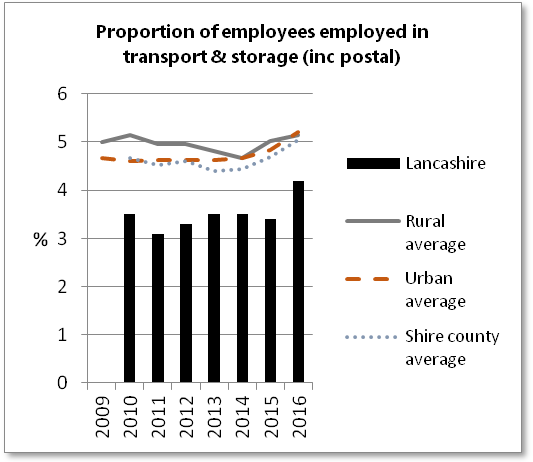 Proportion of employees employed in
transport & storage (inc postal)
6
5
4
3
2
1
0
%
2009
2010
2011
2012
2013
2014
2015
2016
Lancashire
Rural
average
Urban
average
Shire county
average